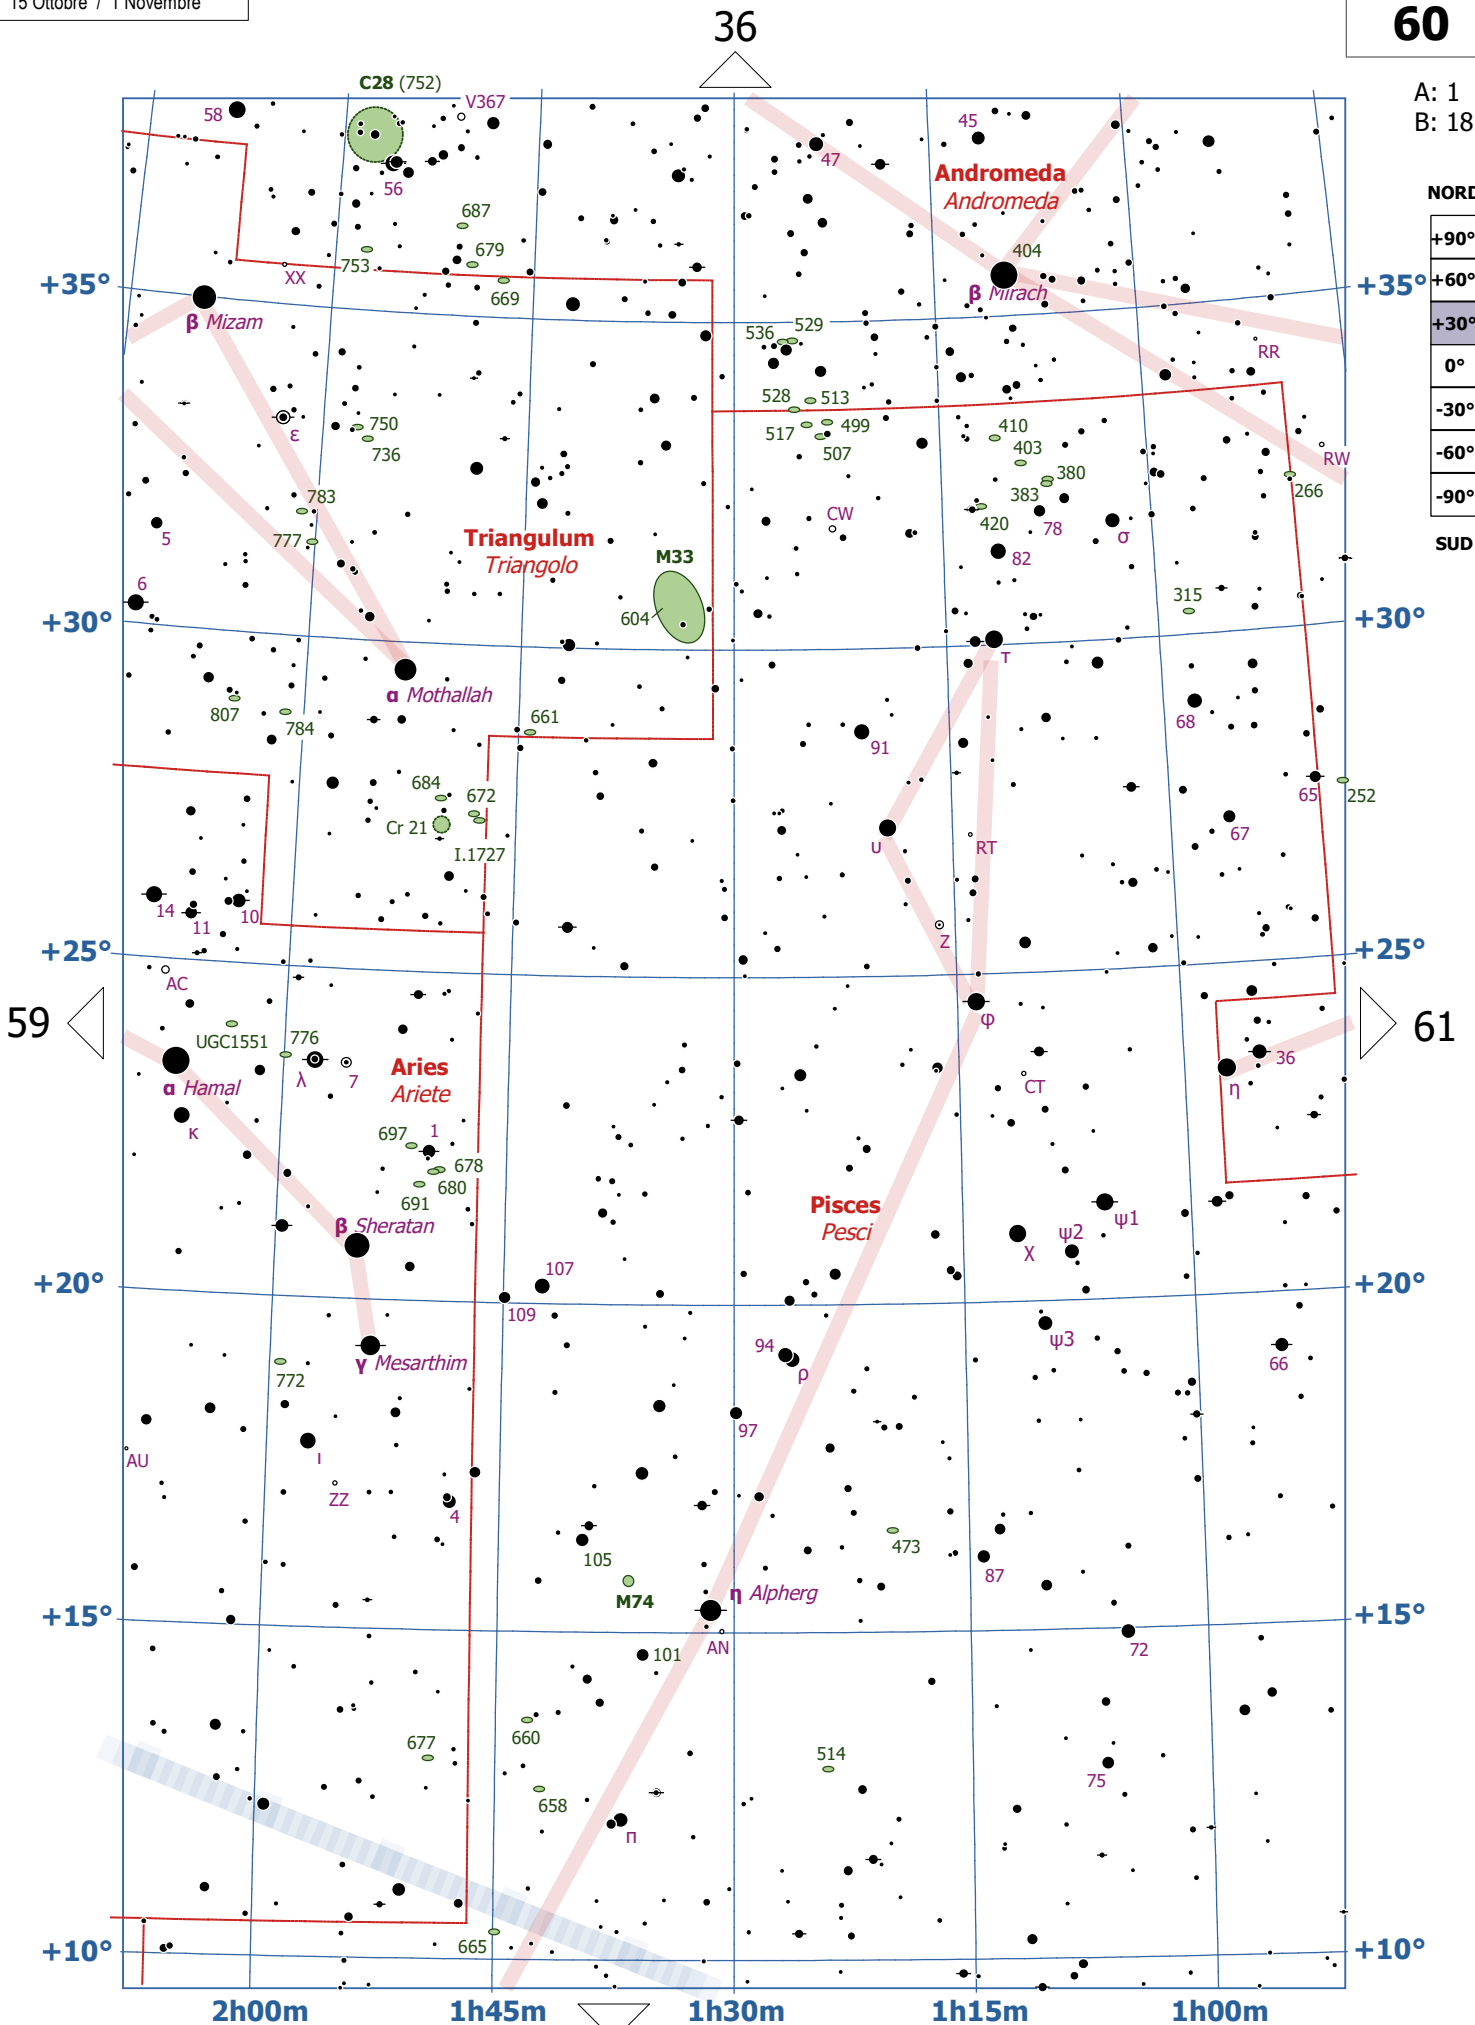 15 Ottobre / 1 Novembre
36
60
A: 1
B: 18
C28 (752)
V367
58
56
47
45
Andromeda
Andromeda
NORD
+90°
+60°
+30°
0°
-30°
-60°
-90°
SUD
687
679
753
XX
669
404
β Mirach
+35°
+35°
β Mizam
536
529
RR
528
513
ε
750
736
517
499
507
410
403
380
383
RW
266
783
5
777
CW
420
78
σ
82
Triangulum
Triangolo
M33
604
6
315
+30°
+30°
τ
α Mothallah
807
784
661
68
91
684
672
Cr 21
I.1727
65
252
67
υ
RT
14
11
10
Z
+25°
+25°
AC
φ
59
61
UGC1551
776
λ
7
Aries
Ariete
α Hamal
κ
CT
36
η
697
1
678
680
691
Pisces
Pesci
β Sheratan
χ
ψ2
ψ1
+20°
+20°
107
109
ψ3
94
ρ
66
γ Mesarthim
772
97
AU
ι
ZZ
4
105
473
87
M74
η Alpherg
+15°
+15°
AN
101
72
677
660
514
75
658
π
665
+10°
+10°
2h00m
1h45m
1h30m
1h15m
1h00m